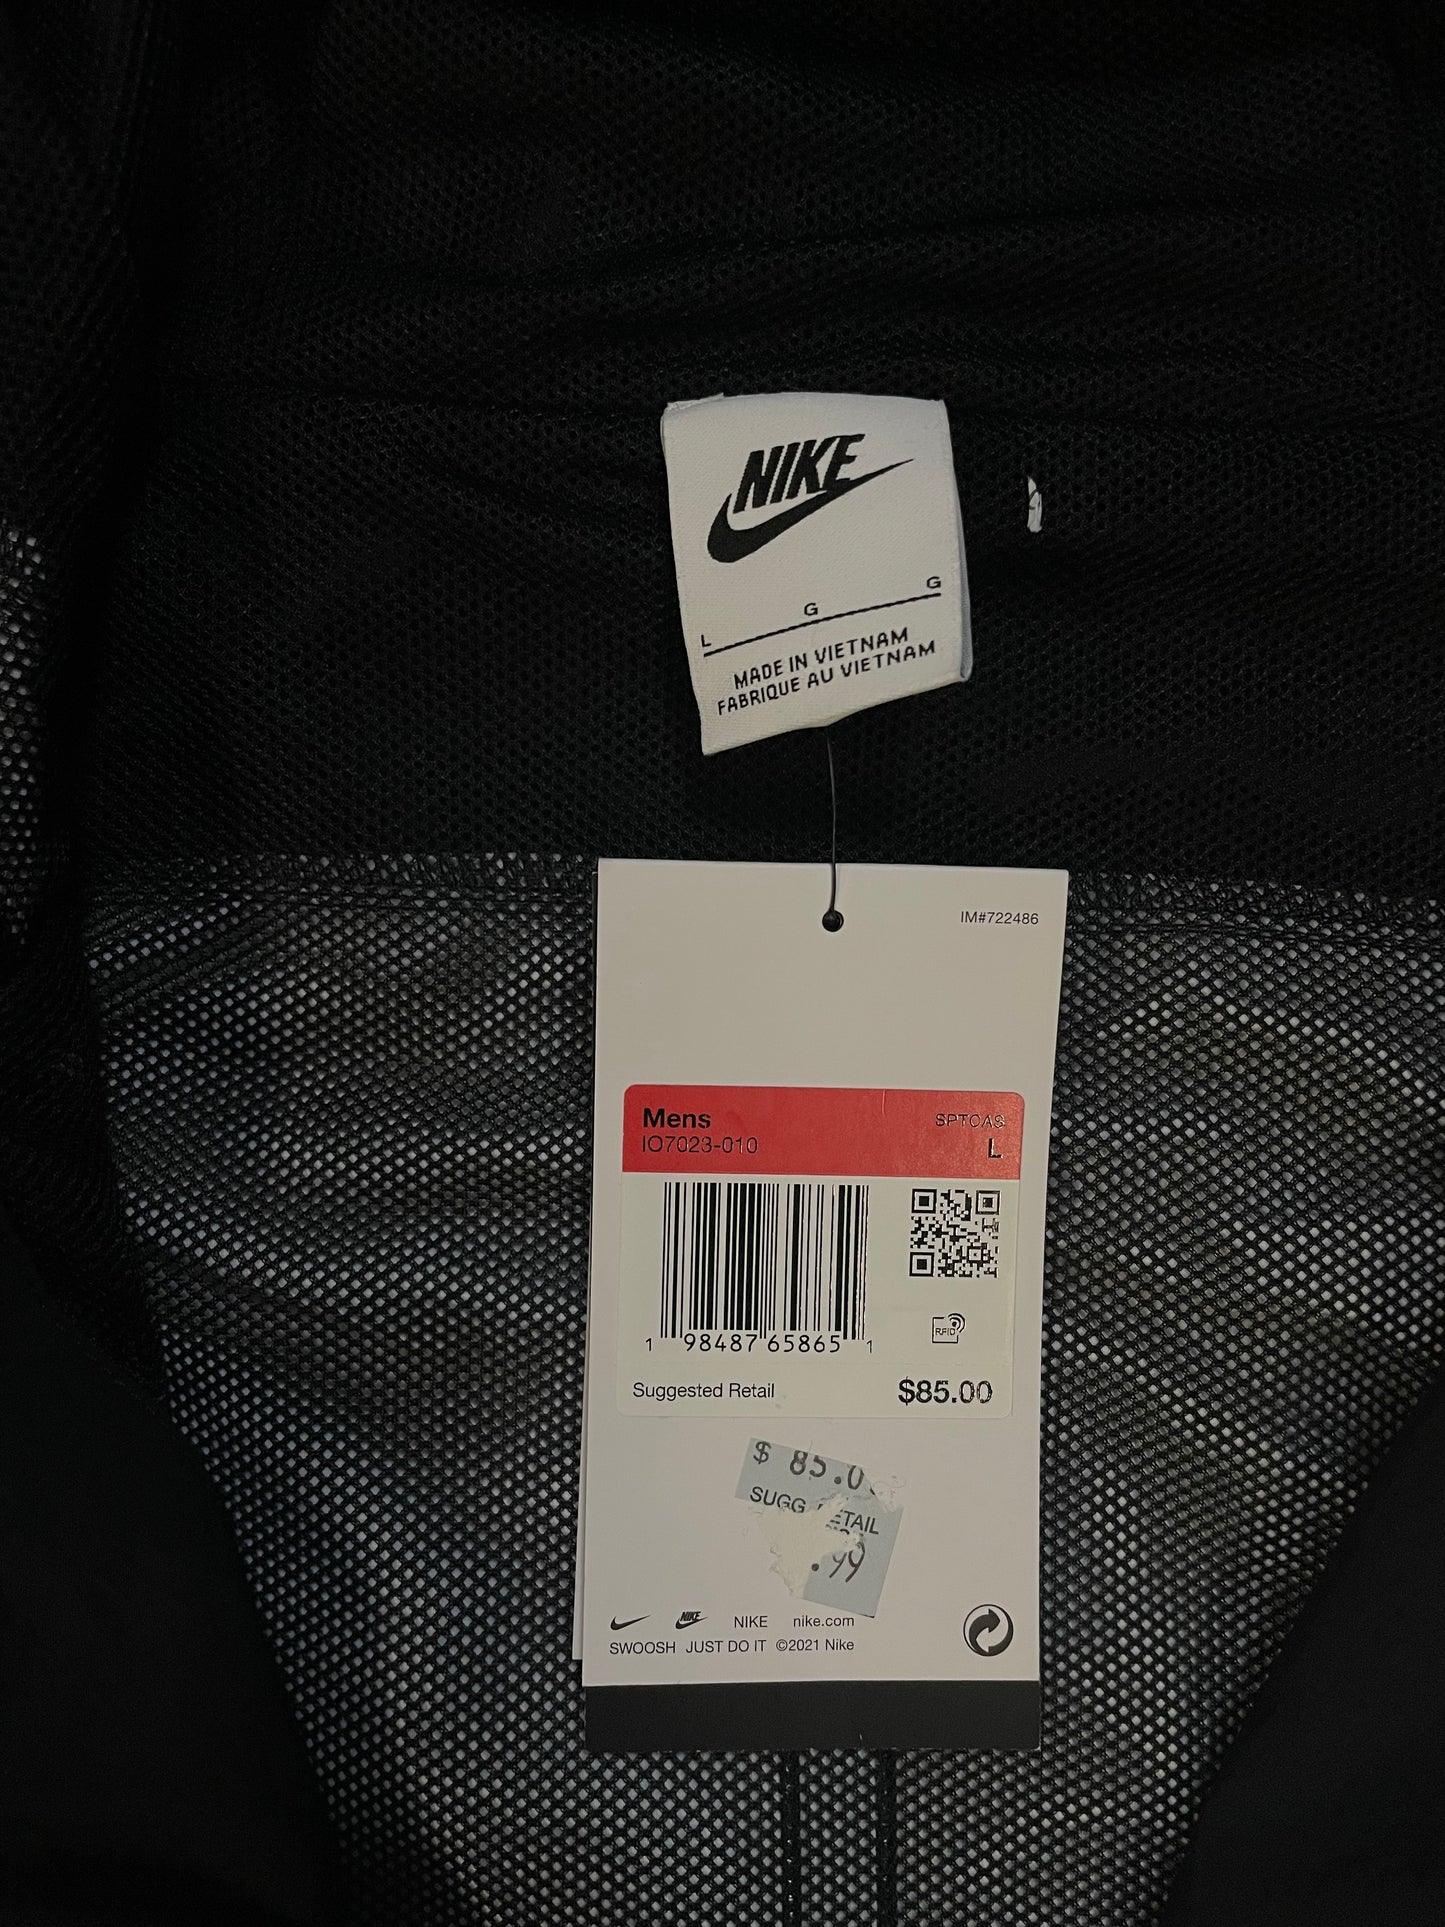 NIKE
L G G
MADE IN VIETNAM
FABRIQUE AU VIETNAM
IM#722486
Mens SPTCAS
IO7023-010 L
1 98487 65865 1
RFID
Suggested Retail $85.00
$ 85.0
SUGG
.99
NIKE NIKE nike.com
SWOOSH JUST DO IT ©2021 Nike